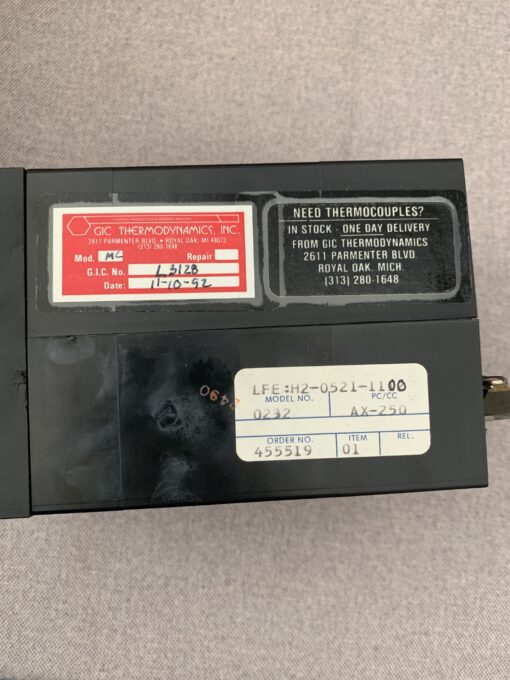 GIC THERMODYNAMICS, INC.
2611 PARMENTER BLVD. • ROYAL OAK, MI 48073
(313) 280-1648
Mod. MC Repair
G.I.C. No. L3128
Date: 11-10-92
NEED THERMOCOUPLES?
IN STOCK - ONE DAY DELIVERY
FROM GIC THERMODYNAMICS
2611 PARMENTER BLVD.
ROYAL OAK, MICH.
(313) 280-1648
2490
LFE:H2-0521-1100
MODEL NO. PC/CC
0232 AX-250
ORDER NO. ITEM REL.
455519 01